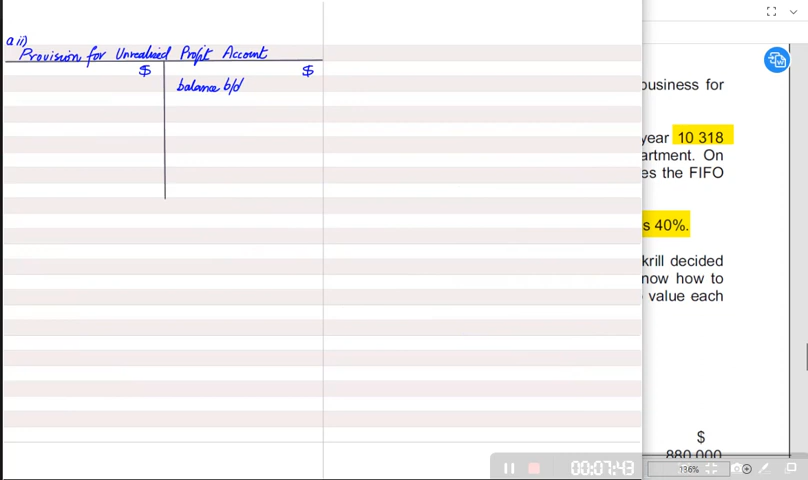 a ii)
Provision for Unrealised Profit Account
$ $
balance b/d
business for
year 10 318
artment. On
es the FIFO
s 40%.
krill decided
now how to
value each
$
880 000
00:07:43
136%